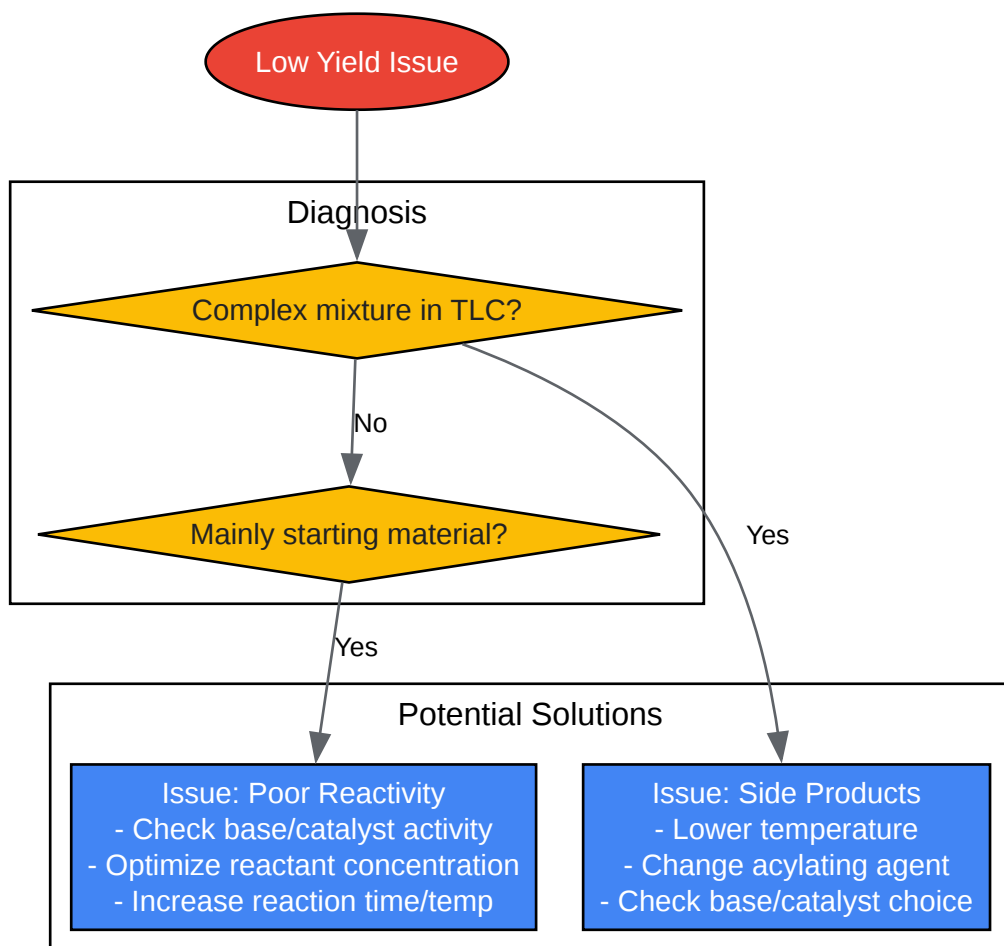 Low Yield Issue
Diagnosis
Complex mixture in TLC?
No
Mainly starting material?
Yes
Yes
Potential Solutions
Issue: Poor Reactivity
- Check base/catalyst activity
- Optimize reactant concentration
- Increase reaction time/temp
Issue: Side Products
- Lower temperature
- Change acylating agent
- Check base/catalyst choice